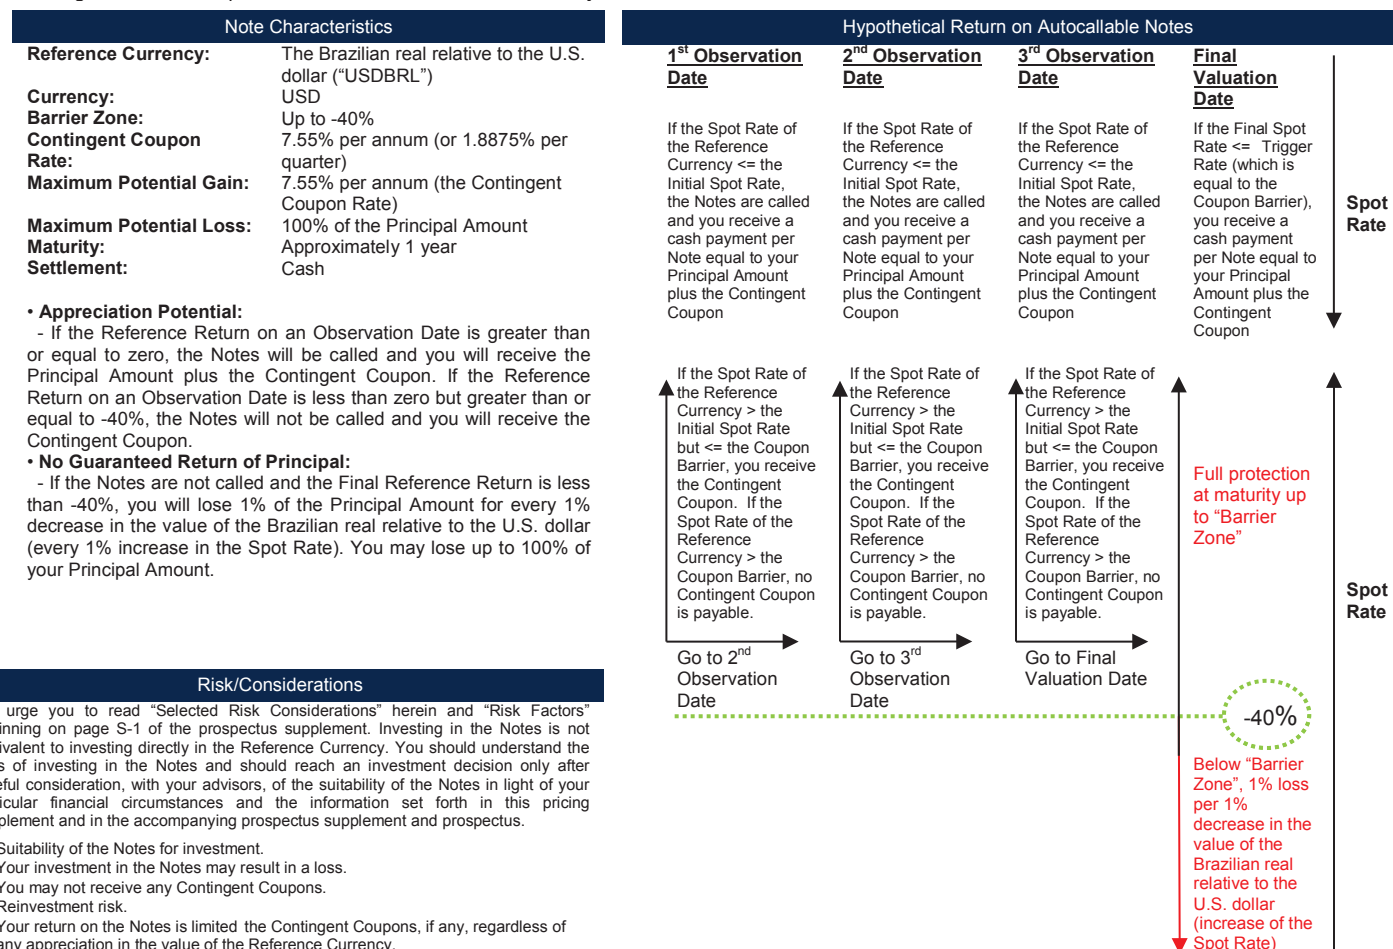 Note Characteristics
Reference Currency: The Brazilian real relative to the U.S.
dollar (“USDBRL”)
Currency: USD
Barrier Zone: Up to -40%
Contingent Coupon 7.55% per annum (or 1.8875% per
Rate: quarter)
Maximum Potential Gain: 7.55% per annum (the Contingent
Coupon Rate)
Maximum Potential Loss: 100% of the Principal Amount
Maturity: Approximately 1 year
Settlement: Cash
• Appreciation Potential:
- If the Reference Return on an Observation Date is greater than
or equal to zero, the Notes will be called and you will receive the
Principal Amount plus the Contingent Coupon. If the Reference
Return on an Observation Date is less than zero but greater than or
equal to -40%, the Notes will not be called and you will receive the
Contingent Coupon.
• No Guaranteed Return of Principal:
- If the Notes are not called and the Final Reference Return is less
than -40%, you will lose 1% of the Principal Amount for every 1%
decrease in the value of the Brazilian real relative to the U.S. dollar
(every 1% increase in the Spot Rate). You may lose up to 100% of
your Principal Amount.
Risk/Considerations
urge you to read “Selected Risk Considerations” herein and “Risk Factors”
on page S-1 of the prospectus supplement. Investing in the Notes is not
to investing directly in the Reference Currency. You should understand the
of investing in the Notes and should reach an investment decision only after
consideration, with your advisors, of the suitability of the Notes in light of your
financial circumstances and the information set forth in this pricing
and in the accompanying prospectus supplement and prospectus.
Suitability of the Notes for investment.
Your investment in the Notes may result in a loss.
You may not receive any Contingent Coupons.
Reinvestment risk.
Your return on the Notes is limited the Contingent Coupons, if any, regardless of
any appreciation in the value of the Reference Currency.
Hypothetical Return on Autocallable Notes
1st Observation
Date
If the Spot Rate of
the Reference
Currency <= the
Initial Spot Rate,
the Notes are called
and you receive a
cash payment per
Note equal to your
Principal Amount
plus the Contingent
Coupon
2nd Observation
Date
If the Spot Rate of
the Reference
Currency <= the
Initial Spot Rate,
the Notes are called
and you receive a
cash payment per
Note equal to your
Principal Amount
plus the Contingent
Coupon
3rd Observation
Date
If the Spot Rate of
the Reference
Currency <= the
Initial Spot Rate,
the Notes are called
and you receive a
cash payment per
Note equal to your
Principal Amount
plus the Contingent
Coupon
Final
Valuation
Date
If the Final Spot
Rate <= Trigger
Rate (which is
equal to the
Coupon Barrier),
you receive a
cash payment
per Note equal to
your Principal
Amount plus the
Contingent
Coupon
Spot
Rate
If the Spot Rate of
the Reference
Currency > the
Initial Spot Rate
but <= the Coupon
Barrier, you receive
the Contingent
Coupon. If the
Spot Rate of the
Reference
Currency > the
Coupon Barrier, no
Contingent Coupon
is payable.
Go to 2nd
Observation
Date
If the Spot Rate of
the Reference
Currency > the
Initial Spot Rate
but <= the Coupon
Barrier, you receive
the Contingent
Coupon. If the
Spot Rate of the
Reference
Currency > the
Coupon Barrier, no
Contingent Coupon
is payable.
Go to 3rd
Observation
Date
If the Spot Rate of
the Reference
Currency > the
Initial Spot Rate
but <= the Coupon
Barrier, you receive
the Contingent
Coupon. If the
Spot Rate of the
Reference
Currency > the
Coupon Barrier, no
Contingent Coupon
is payable.
Go to Final
Valuation Date
Full protection
at maturity up
to “Barrier
Zone”
Spot
Rate
-40%
Below “Barrier
Zone”, 1% loss
per 1%
decrease in the
value of the
Brazilian real
relative to the
U.S. dollar
(increase of the
Spot Rate)